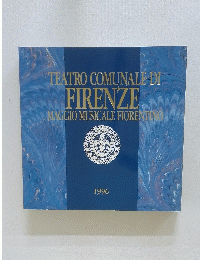 TEATRO COMUNALE DI
FIRENZE
MAGGIO MUSICALE FIORENTINO
1996